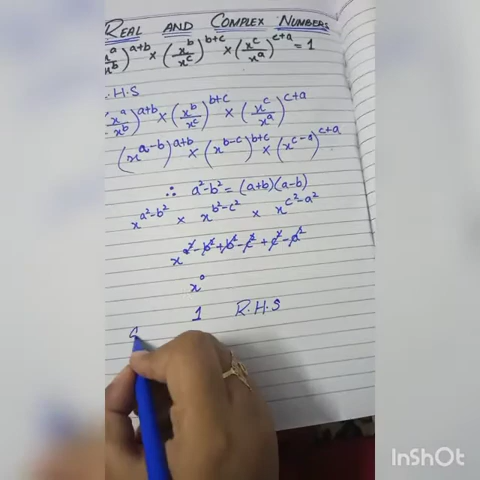 REAL AND COMPLEX NUMBERS
(x^a/x^b)^a+b × (x^b/x^c)^b+c × (x^c/x^a)^c+a = 1
H.S
(x^a/x^b)^a+b × (x^b/x^c)^b+c × (x^c/x^a)^c+a
(x^a-b)^a+b × (x^b-c)^b+c × (x^c-a)^c+a
∴ a²-b² = (a+b)(a-b)
x^a²-b² × x^b²-c² × x^c²-a²
x^a²-b²+b²-c²+c²-a²
x^0
1 R.H.S
InShOt